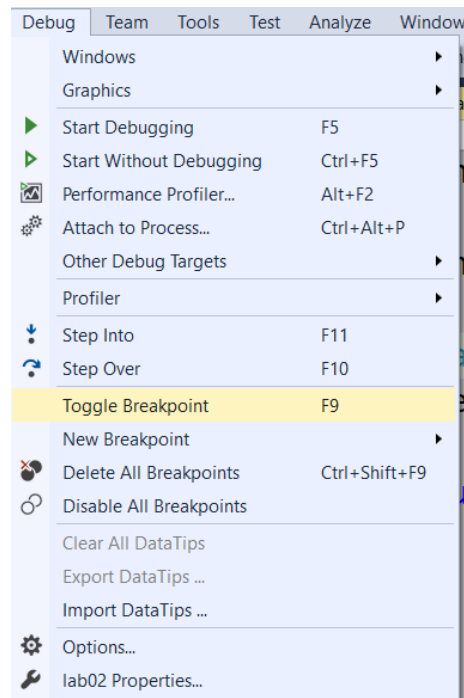 Debug Team Tools Test Analyze Window
Windows
Graphics
Start Debugging F5
Start Without Debugging Ctrl+F5
Performance Profiler... Alt+F2
Attach to Process... Ctrl+Alt+P
Other Debug Targets
Profiler
Step Into F11
Step Over F10
Toggle Breakpoint F9
New Breakpoint
Delete All Breakpoints Ctrl+Shift+F9
Disable All Breakpoints
Clear All DataTips
Export DataTips ...
Import DataTips ...
Options...
lab02 Properties...